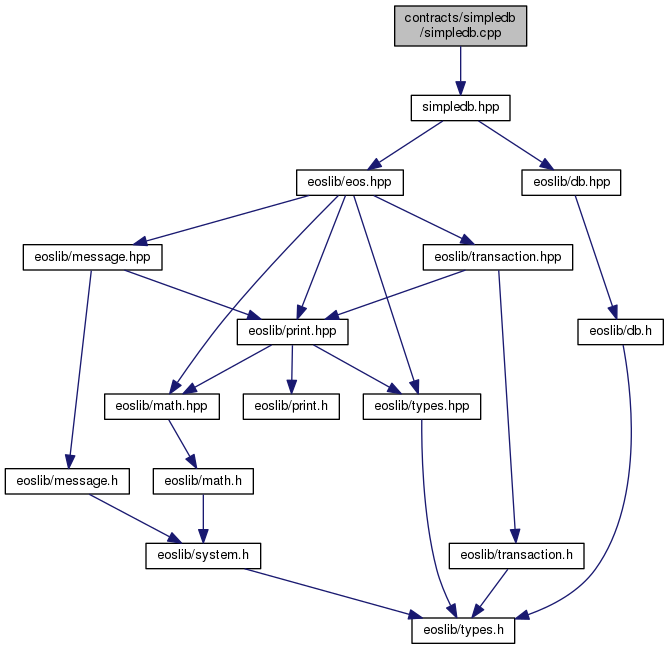 contracts/simpledb
/simpledb.cpp
simpledb.hpp
eoslib/eos.hpp
eoslib/db.hpp
eoslib/message.hpp
eoslib/transaction.hpp
eoslib/print.hpp
eoslib/db.h
eoslib/math.hpp
eoslib/print.h
eoslib/types.hpp
eoslib/message.h
eoslib/math.h
eoslib/system.h
eoslib/transaction.h
eoslib/types.h